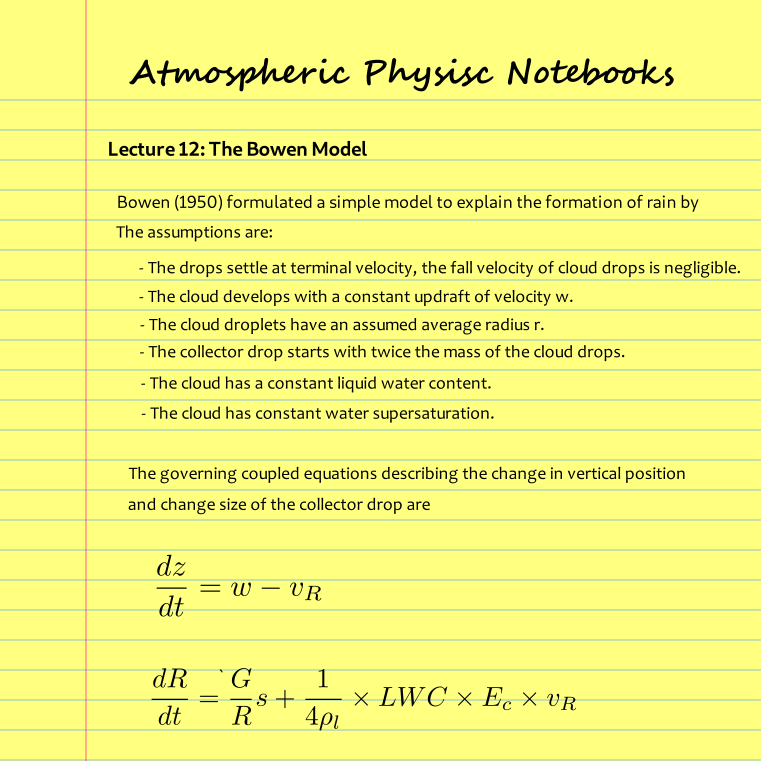 Atmospheric Physisc Notebooks
Lecture 12: The Bowen Model
Bowen (1950) formulated a simple model to explain the formation of rain by
The assumptions are:
- The drops settle at terminal velocity, the fall velocity of cloud drops is negligible.
- The cloud develops with a constant updraft of velocity w.
- The cloud droplets have an assumed average radius r.
- The collector drop starts with twice the mass of the cloud drops.
- The cloud has a constant liquid water content.
- The cloud has constant water supersaturation.
The governing coupled equations describing the change in vertical position
and change size of the collector drop are
\frac{dz}{dt} = w - v_R
\frac{dR}{dt} = ` \frac{G}{R} s + \frac{1}{4\rho_l} \times LWC \times E_c \times v_R